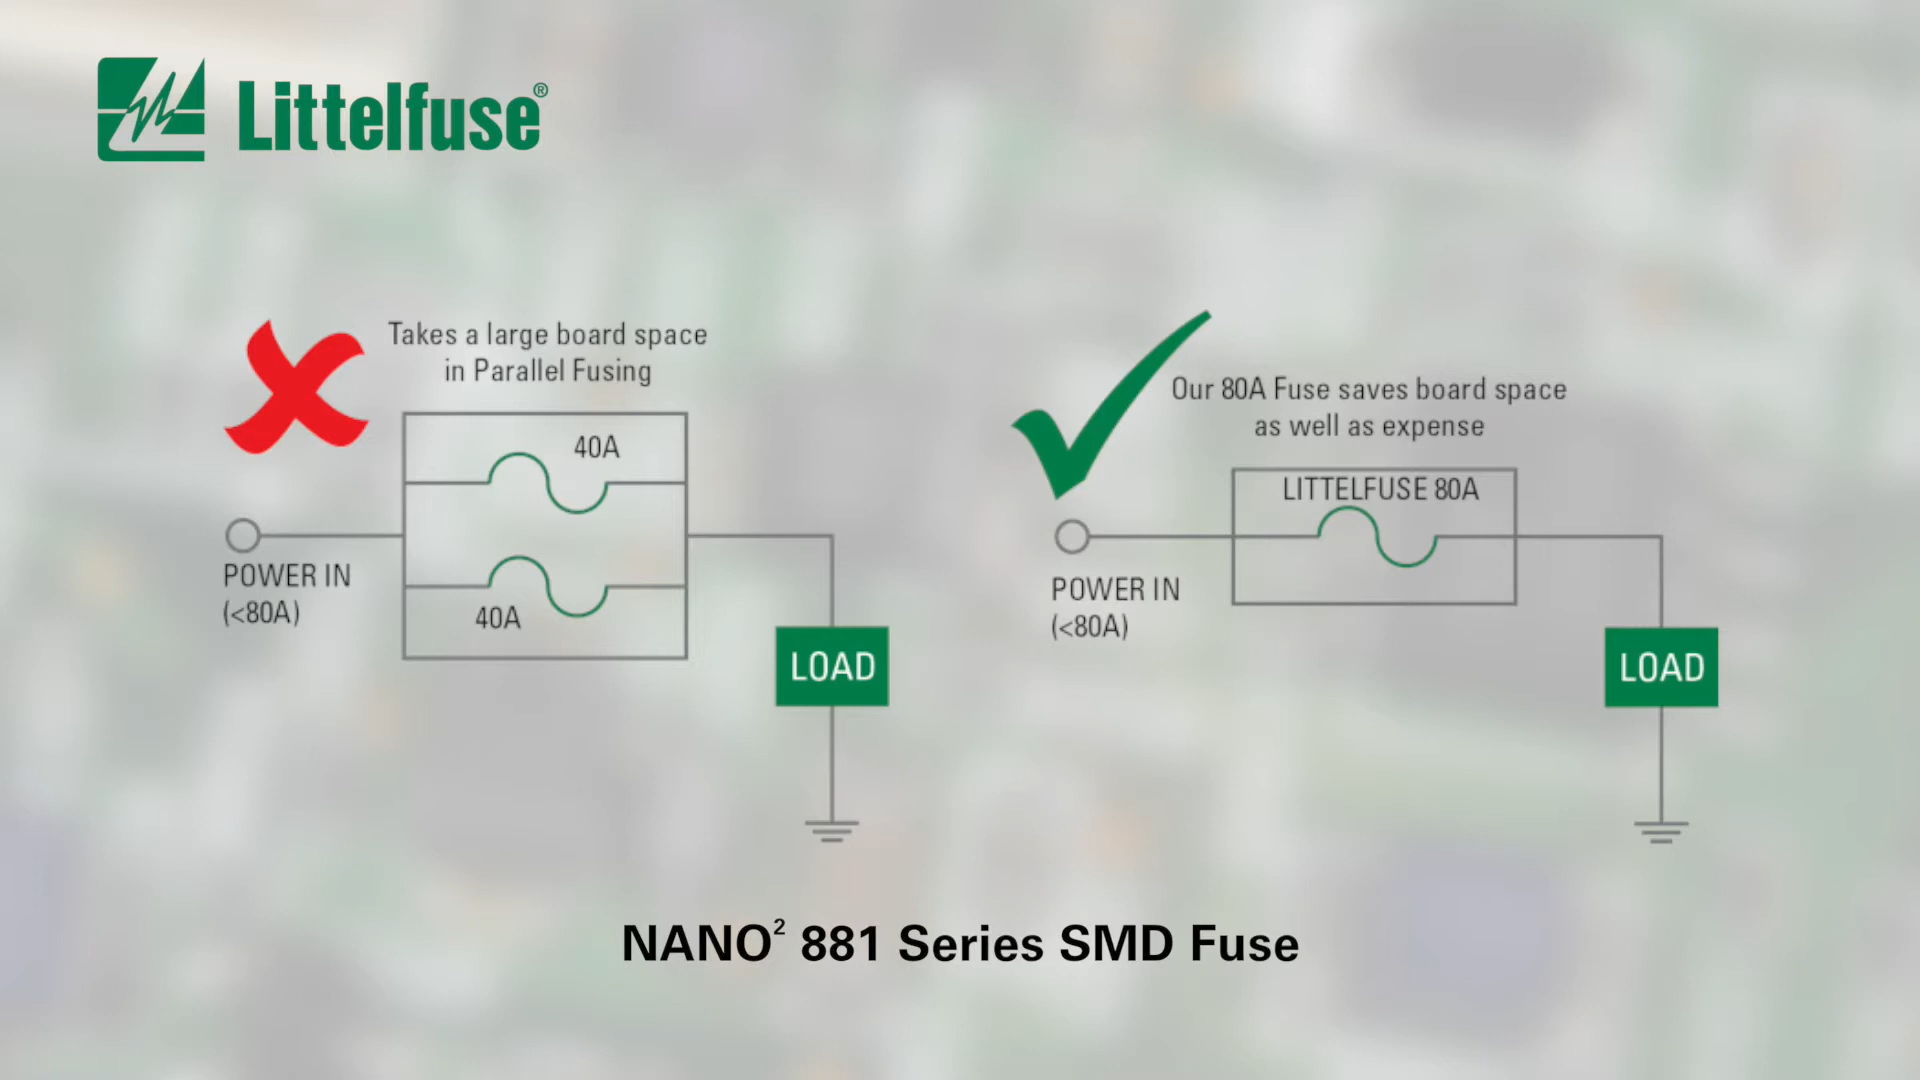 Littelfuse®
Takes a large board space
in Parallel Fusing
40A
POWER IN
(<80A)
40A
LOAD
Our 80A Fuse saves board space
as well as expense
LITTELFUSE 80A
POWER IN
(<80A)
LOAD
NANO² 881 Series SMD Fuse